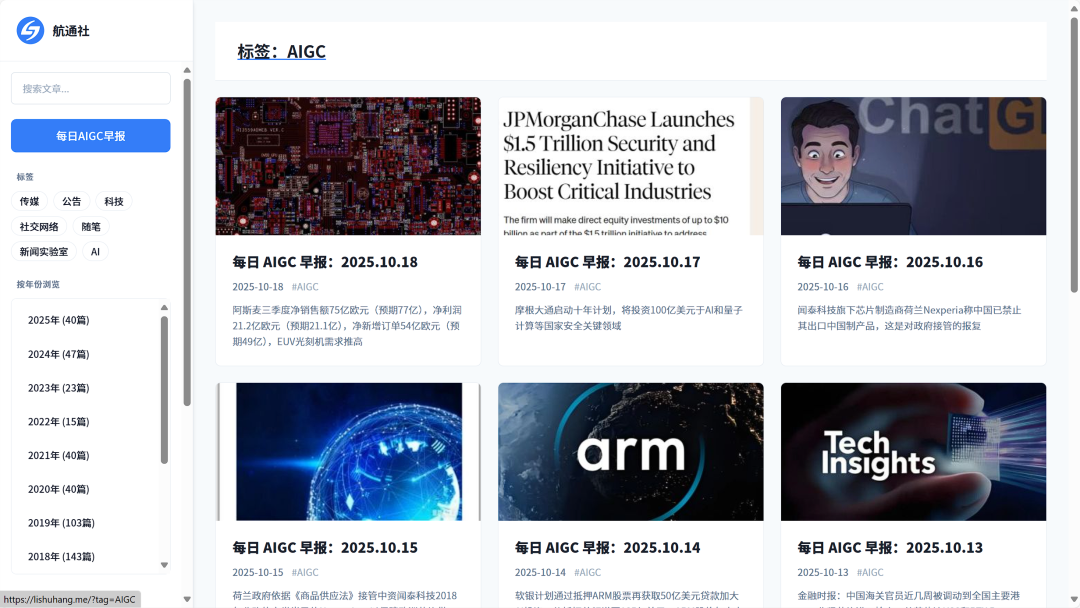 航通社
搜索文章...
每日AIGC早报
标签
传媒
公告
科技
社交网络
随笔
新闻实验室
AI
按年份浏览
2025年 (40篇)
2024年 (47篇)
2023年 (23篇)
2022年 (15篇)
2021年 (40篇)
2020年 (40篇)
2019年 (103篇)
2018年 (143篇)
https://lishuhang.me/?tag=AIGC
标签：AIGC
每日 AIGC 早报：2025.10.18
2025-10-18 #AIGC
阿斯麦三季度净销售额75亿欧元（预期77亿），净利润
21.2亿欧元（预期21.1亿），净新增订单54亿欧元（预
期49亿），EUV光刻机需求推高
JPMorganChase Launches
$1.5 Trillion Security and
Resiliency Initiative to
Boost Critical Industries
The firm will make direct equity investments of up to $10
billion as part of the $1.5 trillion initiative to address
每日 AIGC 早报：2025.10.17
2025-10-17 #AIGC
摩根大通启动十年计划，将投资100亿美元于AI和量子
计算等国家安全关键领域
Chat
每日 AIGC 早报：2025.10.16
2025-10-16 #AIGC
闻泰科技旗下芯片制造商荷兰Nexperia称中国已禁止
其出口中国制产品，这是对政府接管的报复
每日 AIGC 早报：2025.10.15
2025-10-15 #AIGC
荷兰政府依据《商品供应法》接管中资闻泰科技2018
arm
每日 AIGC 早报：2025.10.14
2025-10-14 #AIGC
软银计划通过抵押ARM股票再获取50亿美元贷款加大
Tech
Insights
每日 AIGC 早报：2025.10.13
2025-10-13 #AIGC
金融时报：中国海关官员近几周被调动到全国主要港